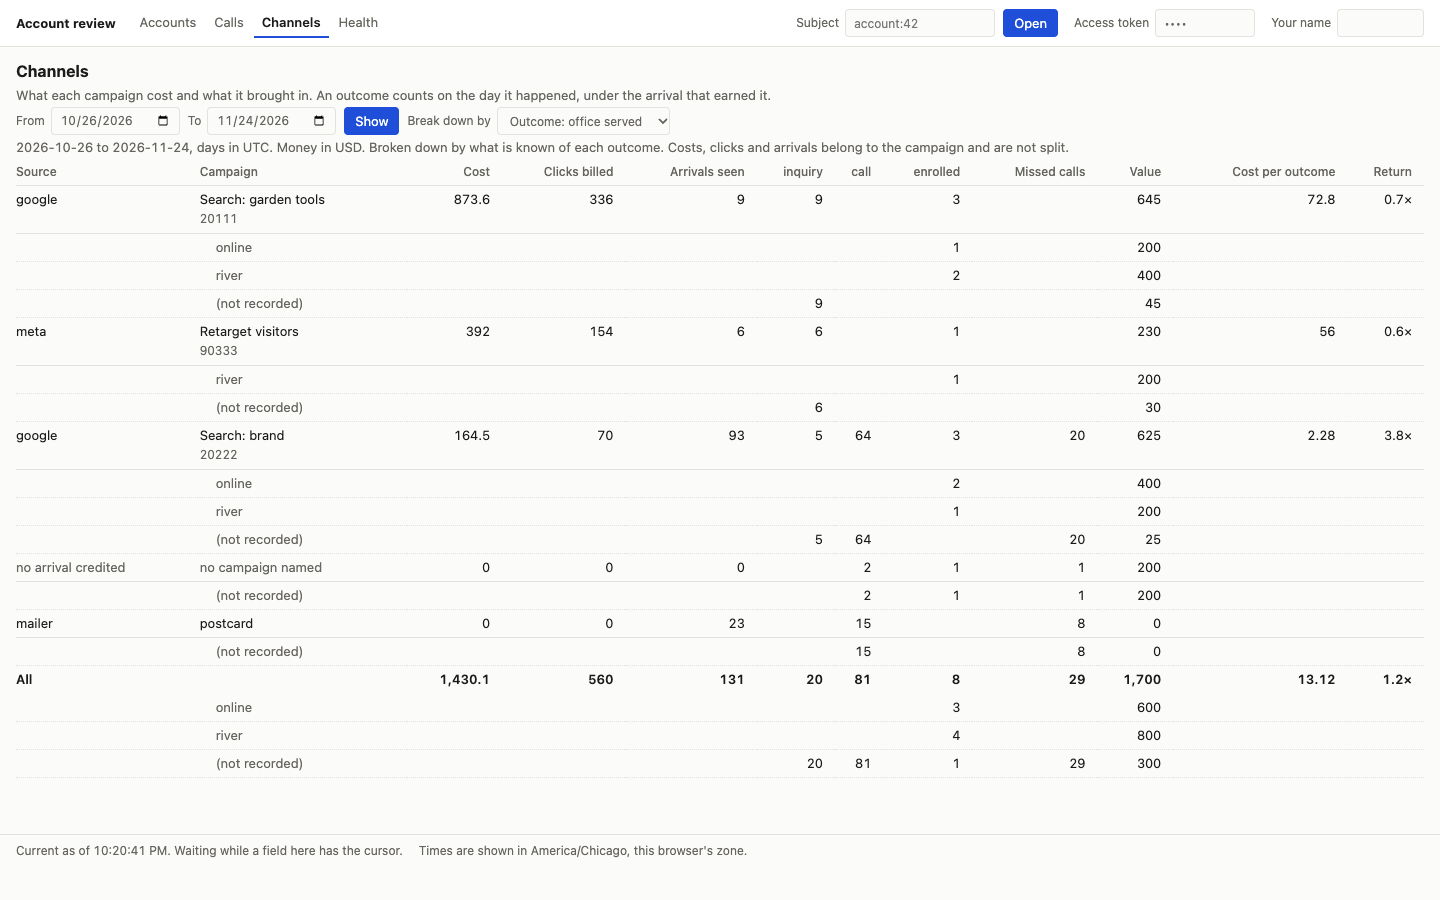 Account review Accounts Calls Channels Health Subject account:42 Open Access token •••• Your name
Channels
What each campaign cost and what it brought in. An outcome counts on the day it happened, under the arrival that earned it.
From 10/26/2026 To 11/24/2026 Show Break down by Outcome: office served
2026-10-26 to 2026-11-24, days in UTC. Money in USD. Broken down by what is known of each outcome. Costs, clicks and arrivals belong to the campaign and are not split.
Source Campaign Cost Clicks billed Arrivals seen inquiry call enrolled Missed calls Value Cost per outcome Return
google Search: garden tools 873.6 336 9 9 3 645 72.8 0.7×
20111
online 1 200
river 2 400
(not recorded) 9 45
meta Retarget visitors 392 154 6 6 1 230 56 0.6×
90333
river 1 200
(not recorded) 6 30
google Search: brand 164.5 70 93 5 64 3 20 625 2.28 3.8×
20222
online 2 400
river 1 200
(not recorded) 5 64 20 25
no arrival credited no campaign named 0 0 0 2 1 1 200
(not recorded) 2 1 1 200
mailer postcard 0 0 23 15 8 0
(not recorded) 15 8 0
All 1,430.1 560 131 20 81 8 29 1,700 13.12 1.2×
online 3 600
river 4 800
(not recorded) 20 81 1 29 300
Current as of 10:20:41 PM. Waiting while a field here has the cursor. Times are shown in America/Chicago, this browser's zone.